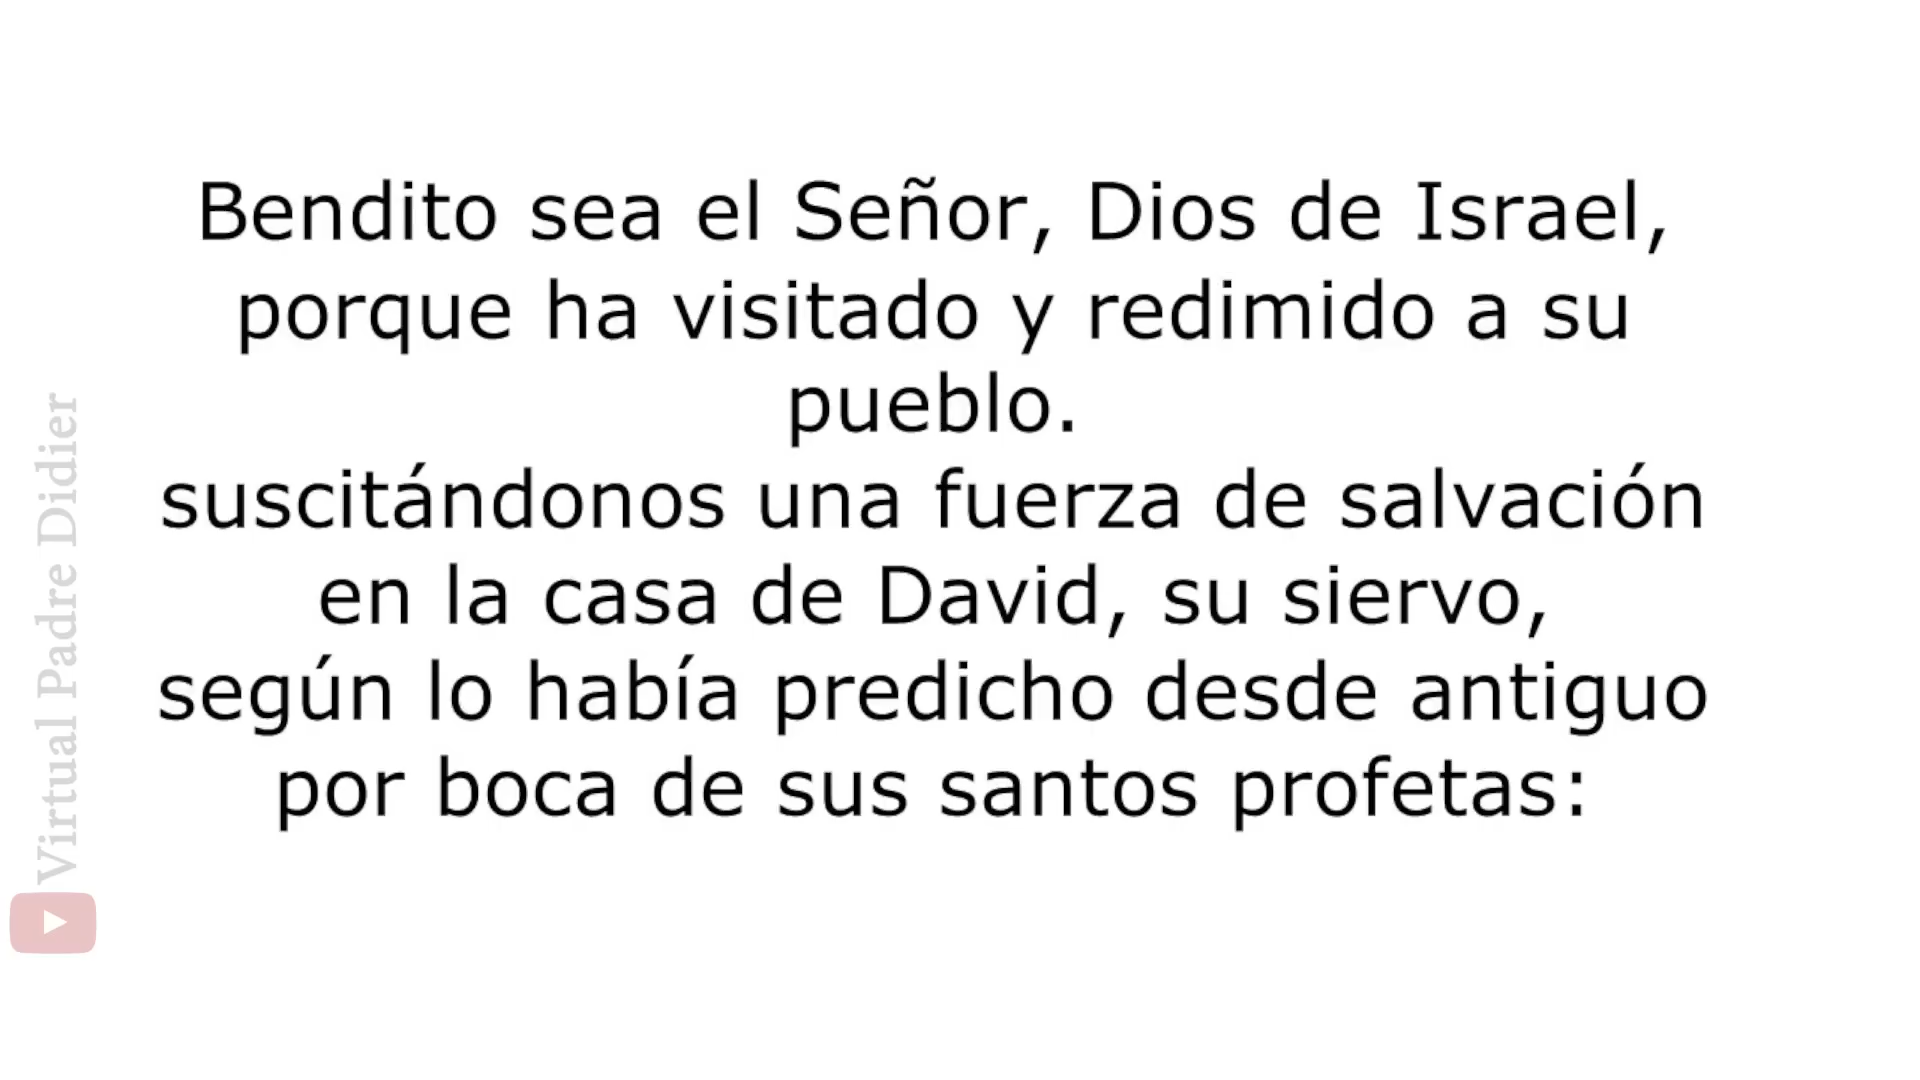 Bendito sea el Señor, Dios de Israel,
porque ha visitado y redimido a su
pueblo.
suscitándonos una fuerza de salvación
en la casa de David, su siervo,
según lo había predicho desde antiguo
por boca de sus santos profetas:
Virtual Padre Didier